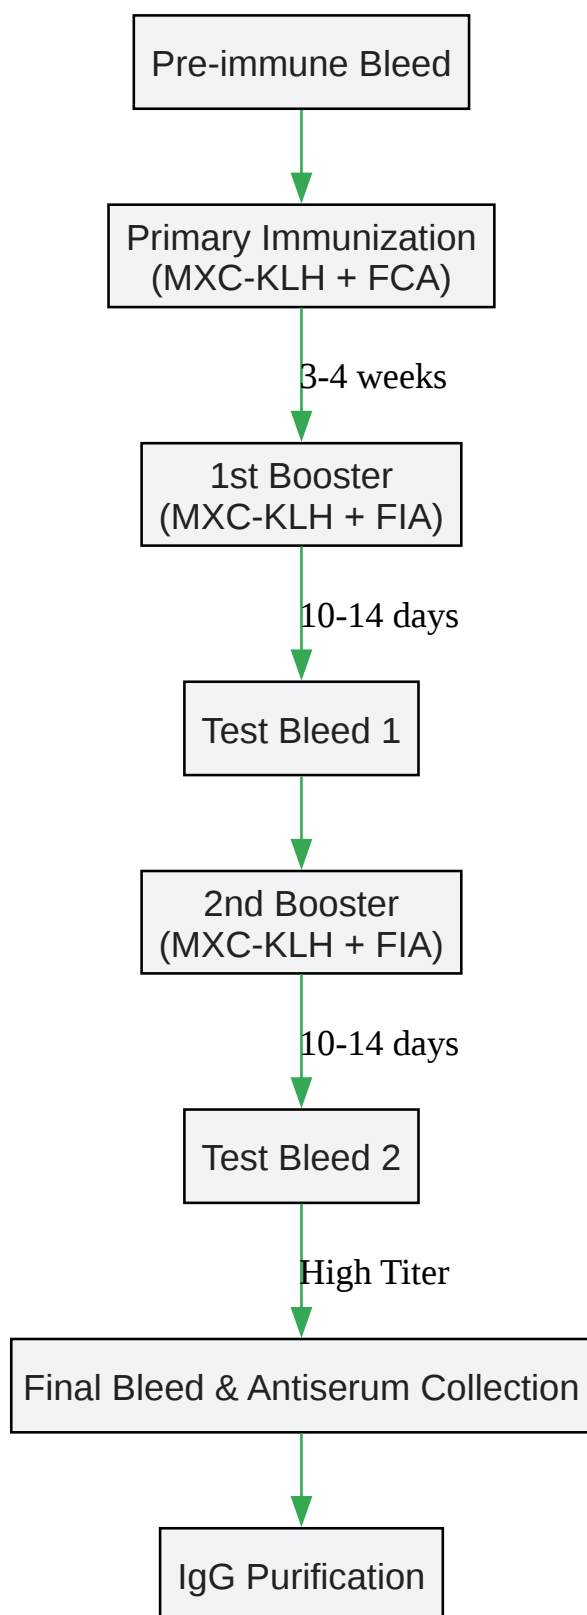 Pre-immune Bleed
Primary Immunization
(MXC-KLH + FCA)
3-4 weeks
1st Booster
(MXC-KLH + FIA)
10-14 days
Test Bleed 1
2nd Booster
(MXC-KLH + FIA)
10-14 days
Test Bleed 2
High Titer
Final Bleed & Antiserum Collection
IgG Purification